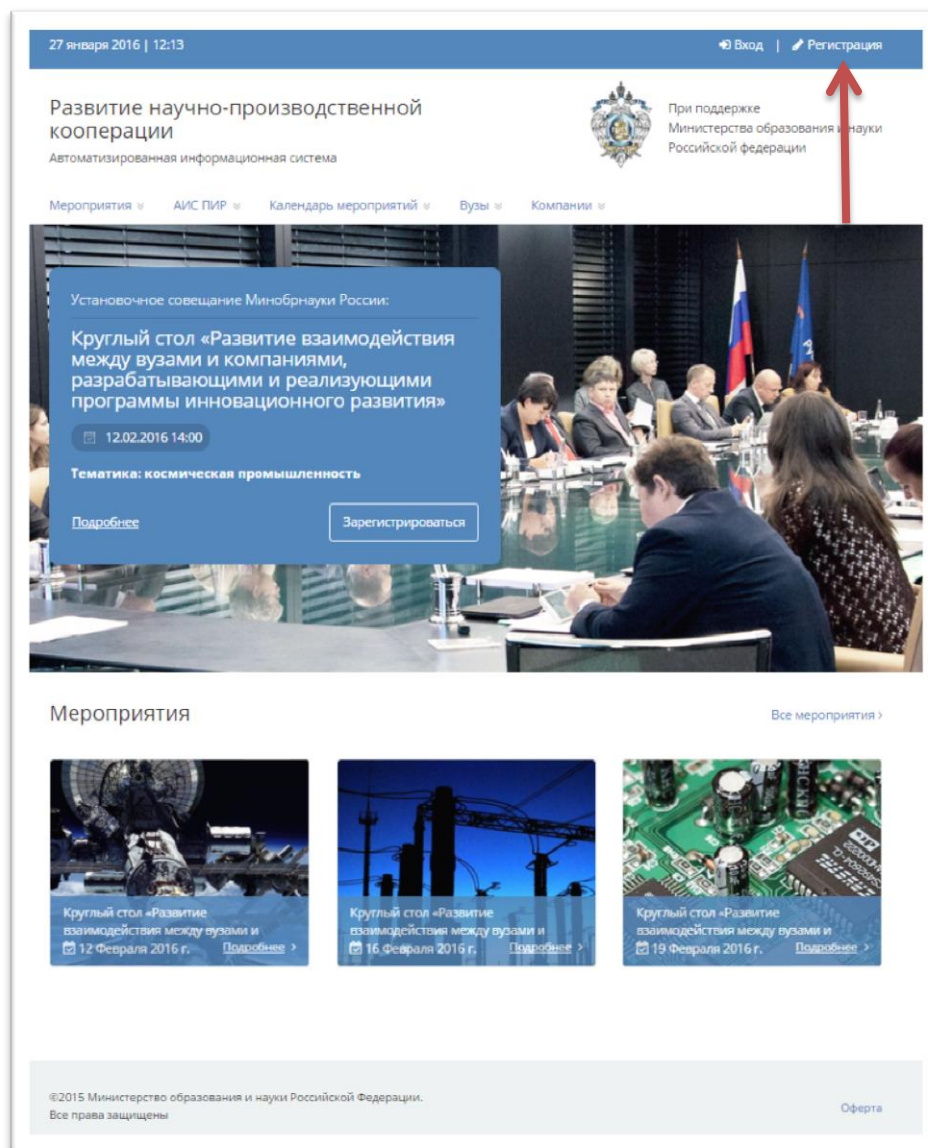 27 января 2016 | 12:13
Вход | Регистрация
Развитие научно-производственной
кооперации
Автоматизированная информационная система
При поддержке
Министерства образования и науки
Российской федерации
Мероприятия АИС ПИР Календарь мероприятий Вузы Компании
Установочное совещание Минобрнауки России:
Круглый стол «Развитие взаимодействия
между вузами и компаниями,
разрабатывающими и реализующими
программы инновационного развития»
12.02.2016 14:00
Тематика: космическая промышленность
Подробнее
Зарегистрироваться
Мероприятия
Все мероприятия ›
Круглый стол «Развитие
взаимодействия между вузами и
12 Февраля 2016 г. Подробнее ›
Круглый стол «Развитие
взаимодействия между вузами и
16 Февраля 2016 г. Подробнее ›
Круглый стол «Развитие
взаимодействия между вузами и
19 Февраля 2016 г. Подробнее ›
©2015 Министерство образования и науки Российской Федерации.
Все права защищены
Оферта